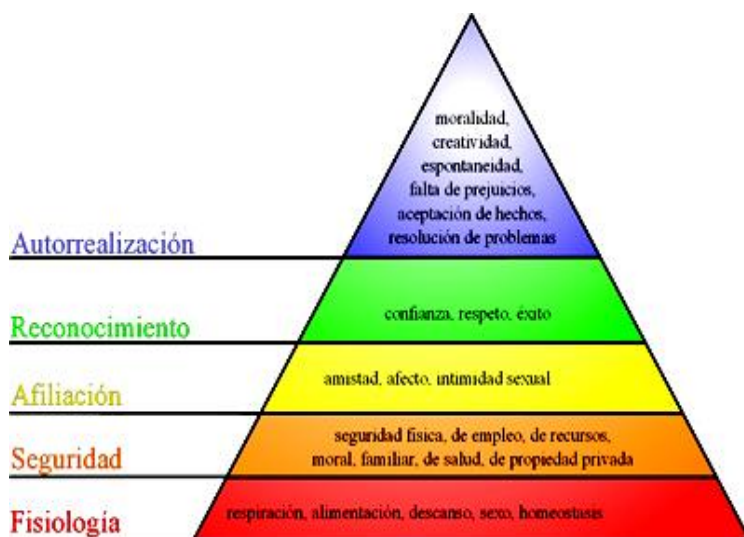 moralidad,
creatividad,
espontaneidad,
falta de prejuicios,
aceptación de hechos,
resolución de problemas
Autorrealización
confianza, respeto, éxito
Reconocimiento
amistad, afecto, intimidad sexual
Afiliación
seguridad física, de empleo, de recursos,
moral, familiar, de salud, de propiedad privada
Seguridad
respiración, alimentación, descanso, sexo, homeostasis
Fisiología